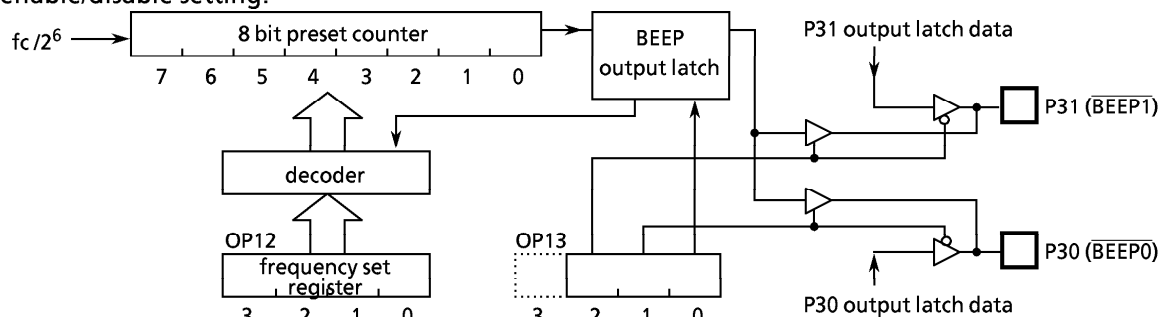 enable/disable setting.
fc/2⁶
8 bit preset counter
7 6 5 4 3 2 1 0
BEEP
output latch
P31 output latch data
P31 (B̅E̅E̅P̅1̅)
decoder
OP12
frequency set
register
3 2 1 0
OP13
3 2 1 0
P30 (B̅E̅E̅P̅0̅)
P30 output latch data